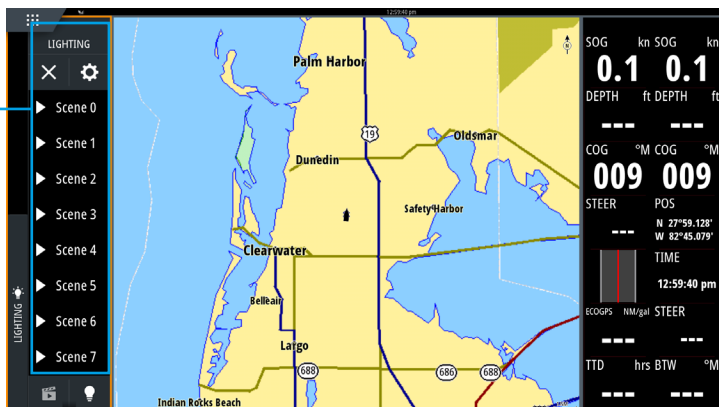 12:59:40 pm
LIGHTING
Scene 0
Scene 1
Scene 2
Scene 3
Scene 4
Scene 5
Scene 6
Scene 7
LIGHTING
N
Palm Harbor
19
Oldsmar
Dunedin
Safety Harbor
Clearwater
Belleair
Largo
688
686
688
Indian Rocks Beach
SOG kn SOG kn
0.1 0.1
DEPTH ft DEPTH ft
--- ---
COG °M COG °M
009 009
STEER POS
--- N 27°59.128'
W 82°45.079'
TIME
12:59:40 pm
ECOGPS NM/gal STEER
--- ---
TTD hrs BTW °M
--- ---